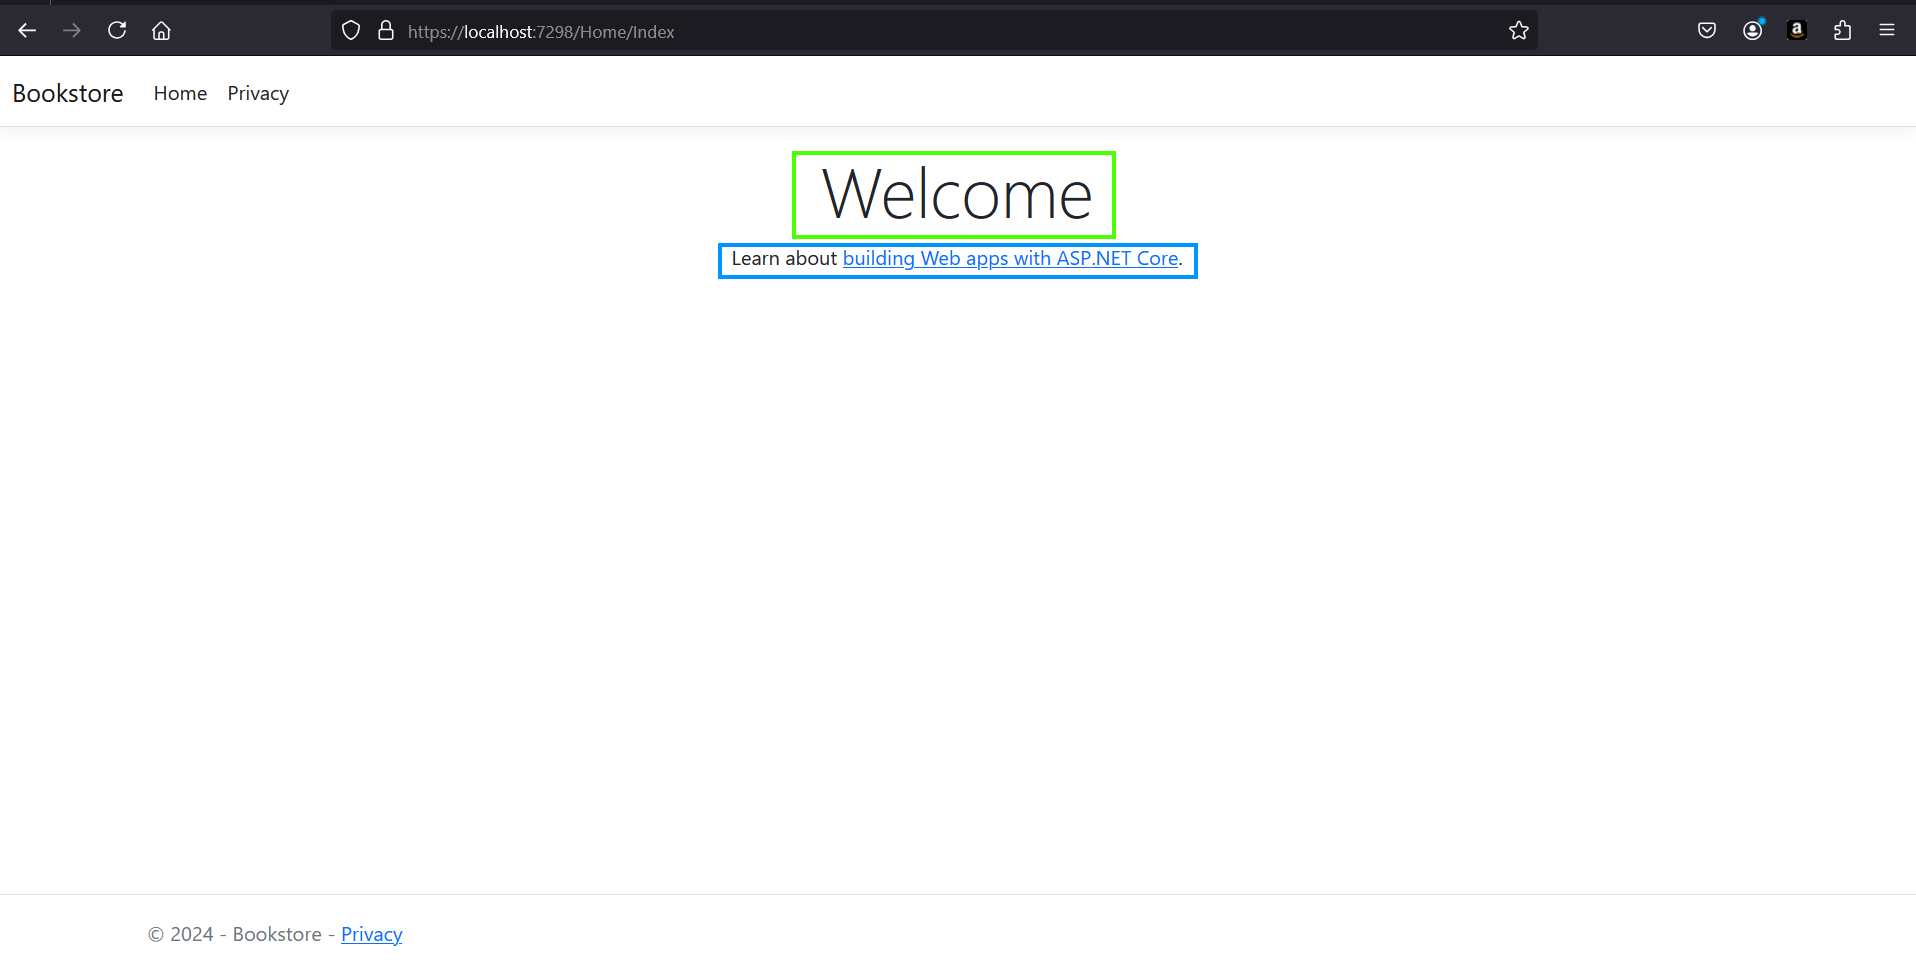 https://localhost:7298/Home/Index
Bookstore Home Privacy
Welcome
Learn about building Web apps with ASP.NET Core.
© 2024 - Bookstore - Privacy